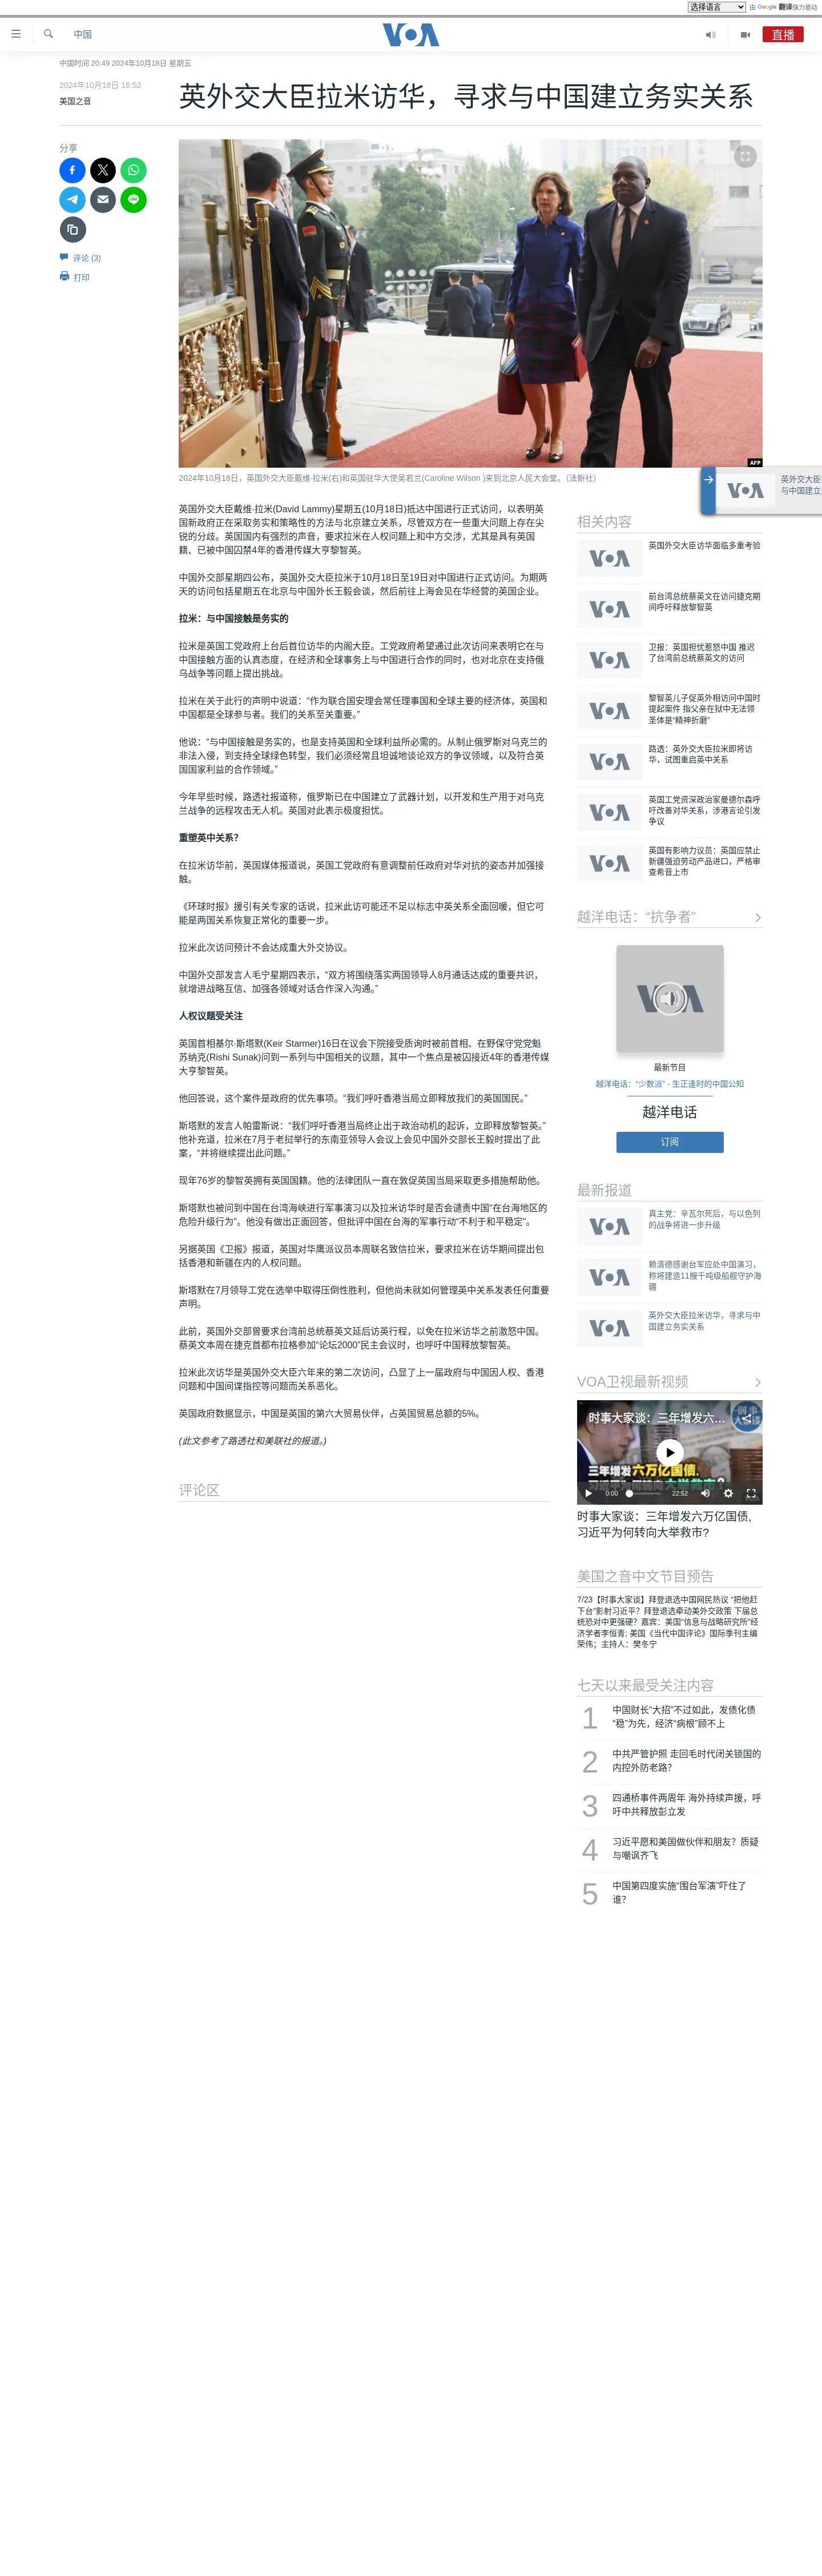 选择语言 由 Google 翻译强力驱动
中国
VOA
直播
中国时间 20:49 2024年10月18日 星期五
2024年10月18日 16:52
美国之音
英外交大臣拉米访华，寻求与中国建立务实关系
分享
评论 (3)
打印
AFP
2024年10月18日，英国外交大臣戴维·拉米(右)和英国驻华大使吴若兰(Caroline Wilson )来到北京人民大会堂。（法新社）
VOA
英外交大臣
与中国建立
英国外交大臣戴维·拉米(David Lammy)星期五(10月18日)抵达中国进行正式访问，以表明英
国新政府正在采取务实和策略性的方法与北京建立关系，尽管双方在一些重大问题上存在尖
锐的分歧。英国国内有强烈的声音，要求拉米在人权问题上和中方交涉，尤其是具有英国
籍、已被中国囚禁4年的香港传媒大亨黎智英。
中国外交部星期四公布，英国外交大臣拉米于10月18日至19日对中国进行正式访问。为期两
天的访问包括星期五在北京与中国外长王毅会谈，然后前往上海会见在华经营的英国企业。
拉米：与中国接触是务实的
拉米是英国工党政府上台后首位访华的内阁大臣。工党政府希望通过此次访问来表明它在与
中国接触方面的认真态度，在经济和全球事务上与中国进行合作的同时，也对北京在支持俄
乌战争等问题上提出挑战。
拉米在关于此行的声明中说道：“作为联合国安理会常任理事国和全球主要的经济体，英国和
中国都是全球参与者。我们的关系至关重要。”
他说：“与中国接触是务实的，也是支持英国和全球利益所必需的。从制止俄罗斯对乌克兰的
非法入侵，到支持全球绿色转型，我们必须经常且坦诚地谈论双方的争议领域，以及符合英
国国家利益的合作领域。”
今年早些时候，路透社报道称，俄罗斯已在中国建立了武器计划，以开发和生产用于对乌克
兰战争的远程攻击无人机。英国对此表示极度担忧。
重塑英中关系？
在拉米访华前，英国媒体报道说，英国工党政府有意调整前任政府对华对抗的姿态并加强接
触。
《环球时报》援引有关专家的话说，拉米此访可能还不足以标志中英关系全面回暖，但它可
能是两国关系恢复正常化的重要一步。
拉米此次访问预计不会达成重大外交协议。
中国外交部发言人毛宁星期四表示，“双方将围绕落实两国领导人8月通话达成的重要共识，
就增进战略互信、加强各领域对话合作深入沟通。”
人权议题受关注
英国首相基尔·斯塔默(Keir Starmer)16日在议会下院接受质询时被前首相、在野保守党党魁
苏纳克(Rishi Sunak)问到一系列与中国相关的议题，其中一个焦点是被囚接近4年的香港传媒
大亨黎智英。
他回答说，这个案件是政府的优先事项。“我们呼吁香港当局立即释放我们的英国国民。”
斯塔默的发言人帕雷斯说：“我们呼吁香港当局终止出于政治动机的起诉，立即释放黎智英。”
他补充道，拉米在7月于老挝举行的东南亚领导人会议上会见中国外交部长王毅时提出了此
案，“并将继续提出此问题。”
现年76岁的黎智英拥有英国国籍。他的法律团队一直在敦促英国当局采取更多措施帮助他。
斯塔默也被问到中国在台湾海峡进行军事演习以及拉米访华时是否会谴责中国“在台海地区的
危险升级行为”。他没有做出正面回答，但批评中国在台海的军事行动“不利于和平稳定”。
另据英国《卫报》报道，英国对华鹰派议员本周联名致信拉米，要求拉米在访华期间提出包
括香港和新疆在内的人权问题。
斯塔默在7月领导工党在选举中取得压倒性胜利，但他尚未就如何管理英中关系发表任何重要
声明。
此前，英国外交部曾要求台湾前总统蔡英文延后访英行程，以免在拉米访华之前激怒中国。
蔡英文本周在捷克首都布拉格参加“论坛2000”民主会议时，也呼吁中国释放黎智英。
拉米此次访华是英国外交大臣六年来的第二次访问，凸显了上一届政府与中国因人权、香港
问题和中国间谍指控等问题而关系恶化。
英国政府数据显示，中国是英国的第六大贸易伙伴，占英国贸易总额的5%。
(此文参考了路透社和美联社的报道。)
评论区
相关内容
VOA
英国外交大臣访华面临多重考验
VOA
前台湾总统蔡英文在访问捷克期
间呼吁释放黎智英
VOA
卫报：英国担忧惹怒中国 推迟
了台湾前总统蔡英文的访问
VOA
黎智英儿子促英外相访问中国时
提起案件 指父亲在狱中无法领
圣体是“精神折磨”
VOA
路透：英外交大臣拉米即将访
华，试图重启英中关系
VOA
英国工党资深政治家曼德尔森呼
吁改善对华关系，涉港言论引发
争议
VOA
英国有影响力议员：英国应禁止
新疆强迫劳动产品进口，严格审
查希音上市
越洋电话：“抗争者”
VOA
最新节目
越洋电话：“少数派” - 生正逢时的中国公知
越洋电话
订阅
最新报道
VOA
真主党：辛瓦尔死后，与以色列
的战争将进一步升级
VOA
赖清德感谢台军应处中国演习，
称将建造11艘千吨级船舰守护海
疆
VOA
英外交大臣拉米访华，寻求与中
国建立务实关系
VOA卫视最新视频
时事大家谈：三年增发六...
三年增发六万亿国债，
习近平为何转向大举救市？
0:00 22:52
时事大家谈：三年增发六万亿国债，
习近平为何转向大举救市?
美国之音中文节目预告
7/23【时事大家谈】拜登退选中国网民热议 “把他赶
下台”影射习近平？拜登退选牵动美外交政策 下届总
统恐对中更强硬？嘉宾：美国“信息与战略研究所”经
济学者李恒青; 美国《当代中国评论》国际季刊主编
荣伟；主持人：樊冬宁
七天以来最受关注内容
1 中国财长“大招”不过如此，发债化债
“稳”为先，经济“病根”顾不上
2 中共严管护照 走回毛时代闭关锁国的
内控外防老路？
3 四通桥事件两周年 海外持续声援，呼
吁中共释放彭立发
4 习近平愿和美国做伙伴和朋友？质疑
与嘲讽齐飞
5 中国第四度实施“围台军演”吓住了
谁？